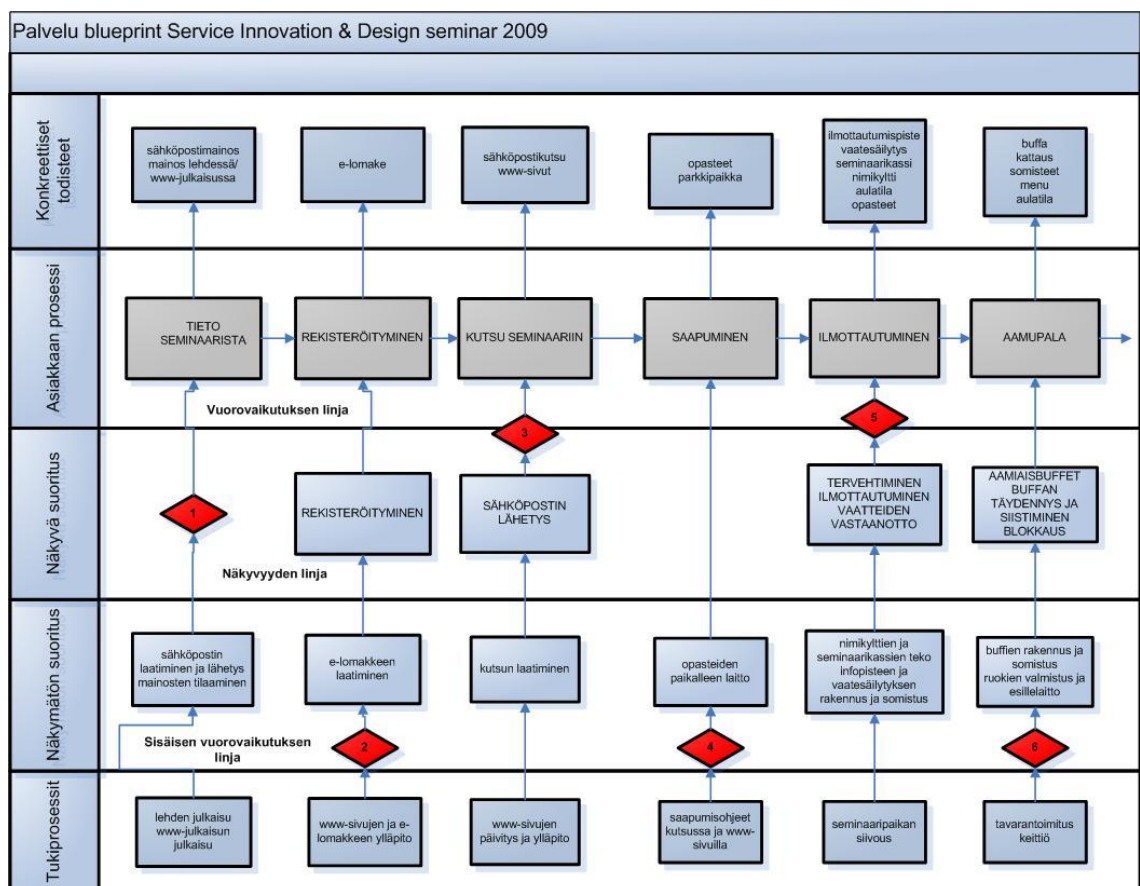 Palvelu blueprint Service Innovation & Design seminar 2009
Konkreettiset
todisteet
sähköpostimainos
mainos lehdessä/
www-julkaisussa
e-lomake
sähköpostikutsu
www-sivut
opasteet
parkkipaikka
ilmottautumispiste
vaatesäilytys
seminaarikassi
nimikyltti
aulatila
opasteet
buffa
kattaus
somisteet
menu
aulatila
Asiakkaan prosessi
TIETO
SEMINAARISTA
REKISTERÖITYMINEN
KUTSU SEMINAARIIN
SAAPUMINEN
ILMOTTAUTUMINEN
AAMUPALA
Vuorovaikutuksen linja
3
5
Näkyvä suoritus
1
REKISTERÖITYMINEN
SÄHKÖPOSTIN
LÄHETYS
TERVEHTIMINEN
ILMOTTAUTUMINEN
VAATTEIDEN
VASTAANOTTO
AAMIAISBUFFET
BUFFAN
TÄYDENNYS JA
SIISTIMINEN
BLOKKAUS
Näkyvyyden linja
Näkymätön suoritus
sähköpostin
laatiminen ja lähetys
mainosten tilaaminen
e-lomakkeen
laatiminen
kutsun laatiminen
opasteiden
paikalleen laitto
nimikylttien ja
seminaarikassien teko
infopisteen ja
vaatesäilytyksen
rakennus ja somistus
buffien rakennus ja
somistus
ruokien valmistus ja
esillelaitto
Sisäisen vuorovaikutuksen
linja
2
4
6
Tukiprosessit
lehden julkaisu
www-julkaisun
julkaisu
www-sivujen ja e-
lomakkeen ylläpito
www-sivujen
päivitys ja ylläpito
saapumisohjeet
kutsussa ja www-
sivuilla
seminaaripaikan
siivous
tavarantoimitus
keittiö